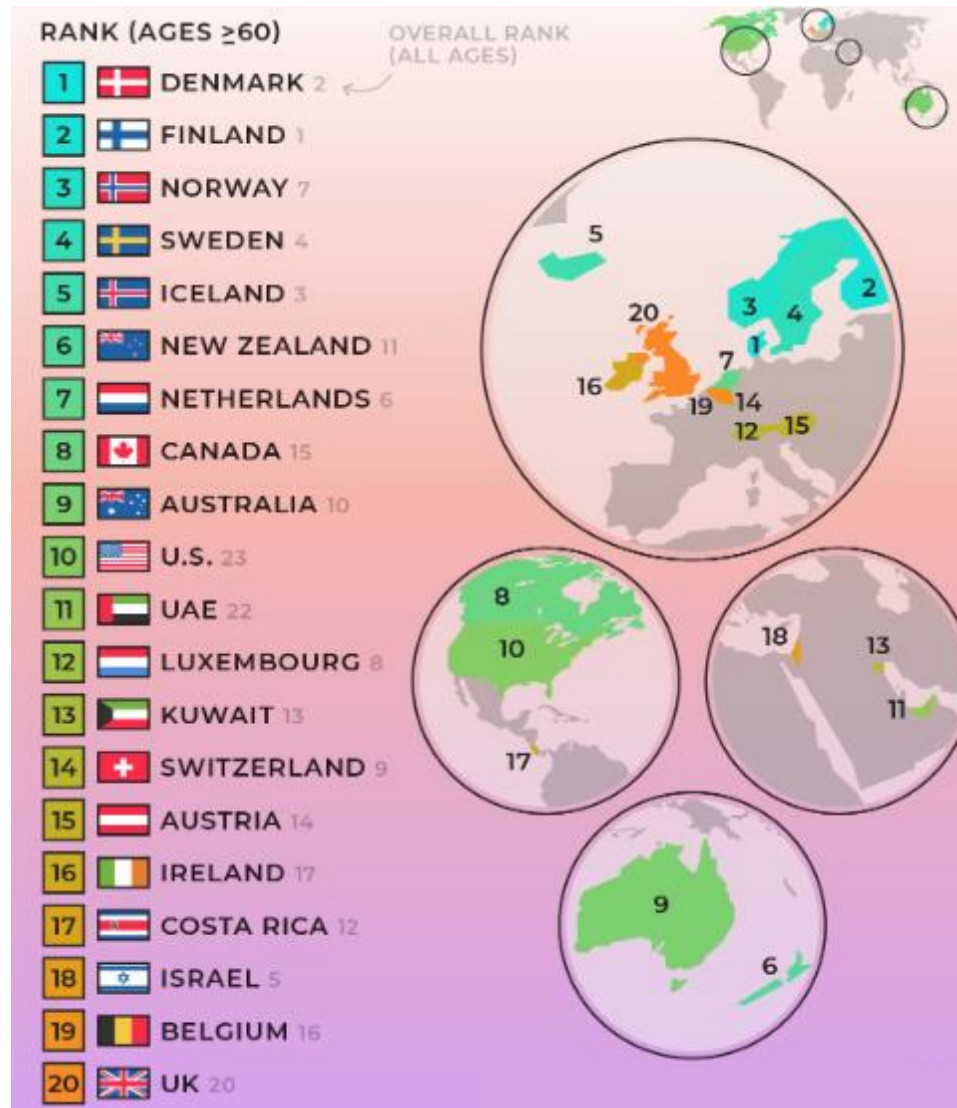 RANK (AGES ≥60)
OVERALL RANK
(ALL AGES)
1 DENMARK 2
2 FINLAND 1
3 NORWAY 7
4 SWEDEN 4
5 ICELAND 3
6 NEW ZEALAND 11
7 NETHERLANDS 6
8 CANADA 15
9 AUSTRALIA 10
10 U.S. 23
11 UAE 22
12 LUXEMBOURG 8
13 KUWAIT 13
14 SWITZERLAND 9
15 AUSTRIA 14
16 IRELAND 17
17 COSTA RICA 12
18 ISRAEL 5
19 BELGIUM 16
20 UK 20
5
2
3
4
20
1
7
16
19
14
12
15
8
10
17
18
13
11
9
6